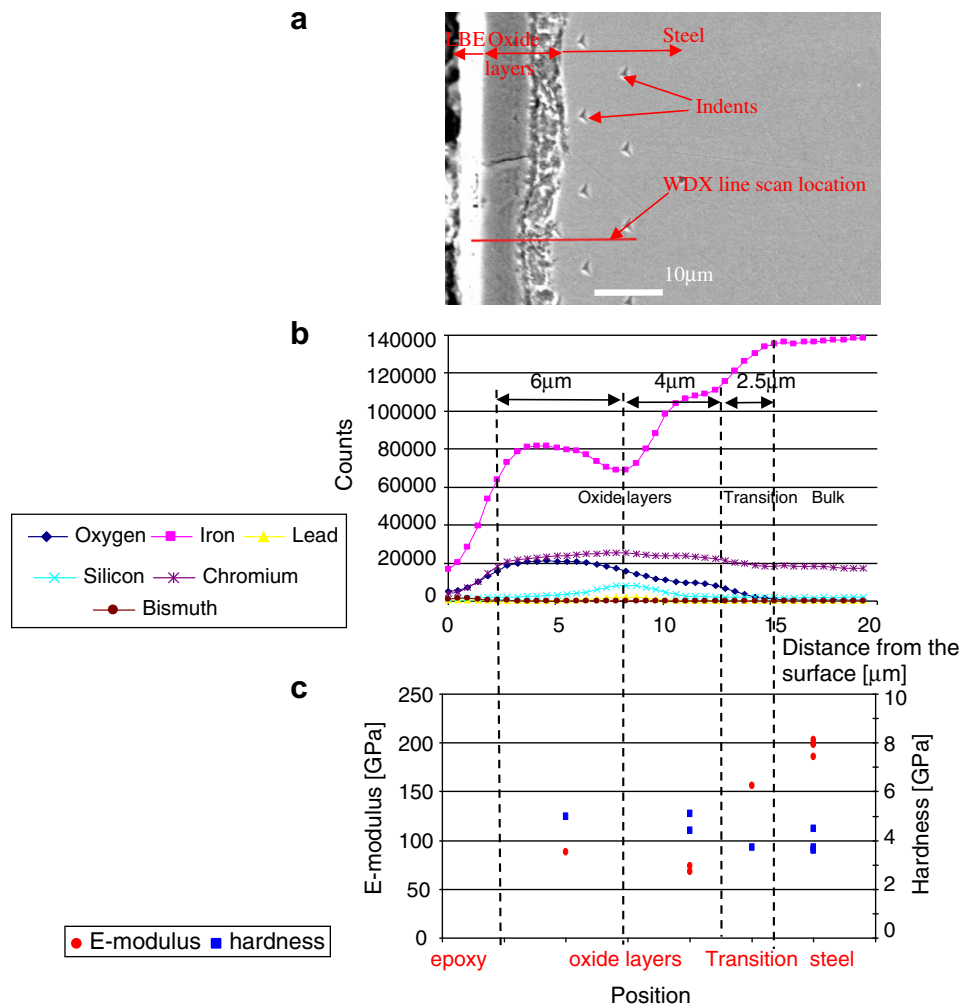 a
LBE Oxide layers
Steel
Indents
WDX line scan location
10μm
b
140000
120000
100000
80000
60000
40000
20000
0
Counts
6μm
4μm
2.5μm
Oxide layers
Transition
Bulk
Oxygen Iron Lead
Silicon Chromium
Bismuth
0 5 10 15 20
Distance from the
surface [μm]
c
250
200
150
100
50
0
E-modulus [GPa]
10
8
6
4
2
0
Hardness [GPa]
E-modulus hardness
epoxy oxide layers Transition steel
Position